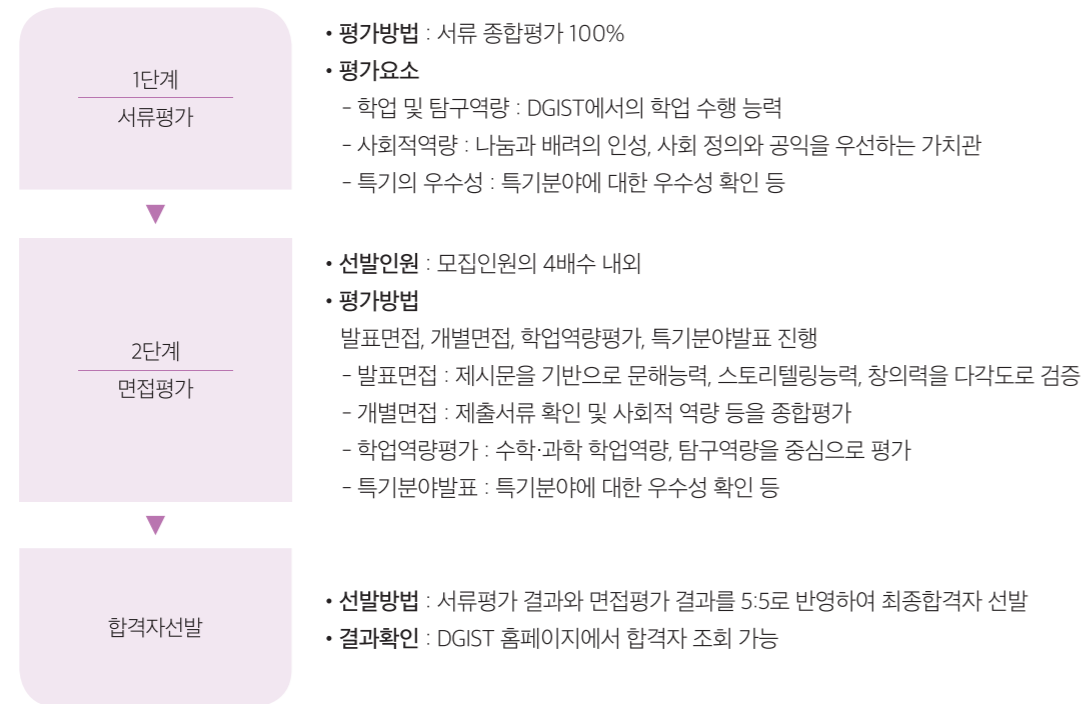 1단계
서류평가
• 평가방법 : 서류 종합평가 100%
• 평가요소
- 학업 및 탐구역량 : DGIST에서의 학업 수행 능력
- 사회적역량 : 나눔과 배려의 인성, 사회 정의와 공익을 우선하는 가치관
- 특기의 우수성 : 특기분야에 대한 우수성 확인 등
▼
2단계
면접평가
• 선발인원 : 모집인원의 4배수 내외
• 평가방법
발표면접, 개별면접, 학업역량평가, 특기분야발표 진행
- 발표면접 : 제시문을 기반으로 문해능력, 스토리텔링능력, 창의력을 다각도로 검증
- 개별면접 : 제출서류 확인 및 사회적 역량 등을 종합평가
- 학업역량평가 : 수학·과학 학업역량, 탐구역량을 중심으로 평가
- 특기분야발표 : 특기분야에 대한 우수성 확인 등
▼
합격자선발
• 선발방법 : 서류평가 결과와 면접평가 결과를 5:5로 반영하여 최종합격자 선발
• 결과확인 : DGIST 홈페이지에서 합격자 조회 가능